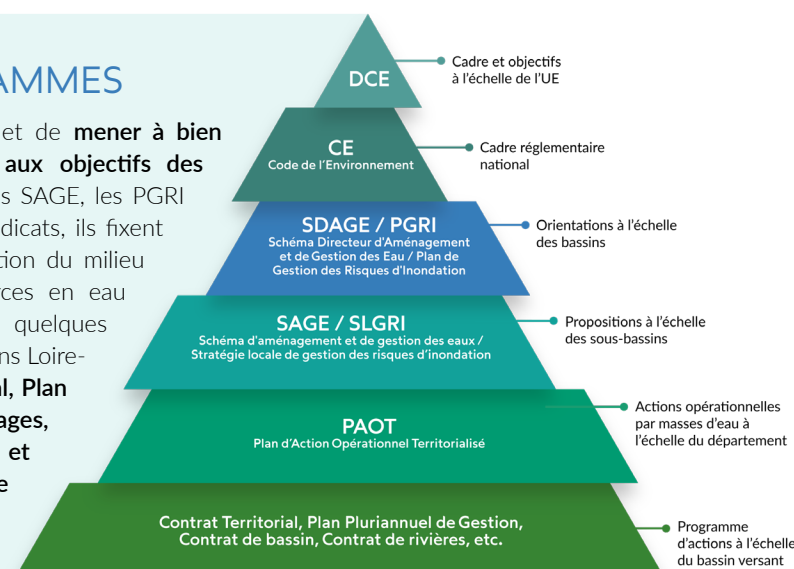 AMMES
et de mener à bien
aux objectifs des
s SAGE, les PGRI
dicats, ils fixent
tion du milieu
rces en eau
quelques
ns Loire-
l, Plan
ages,
et
e
DCE
Cadre et objectifs
à l'échelle de l'UE
CE
Code de l'Environnement
Cadre réglementaire
national
SDAGE / PGRI
Schéma Directeur d'Aménagement
et de Gestion des Eau / Plan de
Gestion des Risques d'Inondation
Orientations à l'échelle
des bassins
SAGE / SLGRI
Schéma d'aménagement et de gestion des eaux /
Stratégie locale de gestion des risques d'inondation
Propositions à l'échelle
des sous-bassins
PAOT
Plan d'Action Opérationnel Territorialisé
Actions opérationnelles
par masses d'eau à
l'échelle du département
Contrat Territorial, Plan Pluriannuel de Gestion,
Contrat de bassin, Contrat de rivières, etc.
Programme
d'actions à l'échelle
du bassin versant